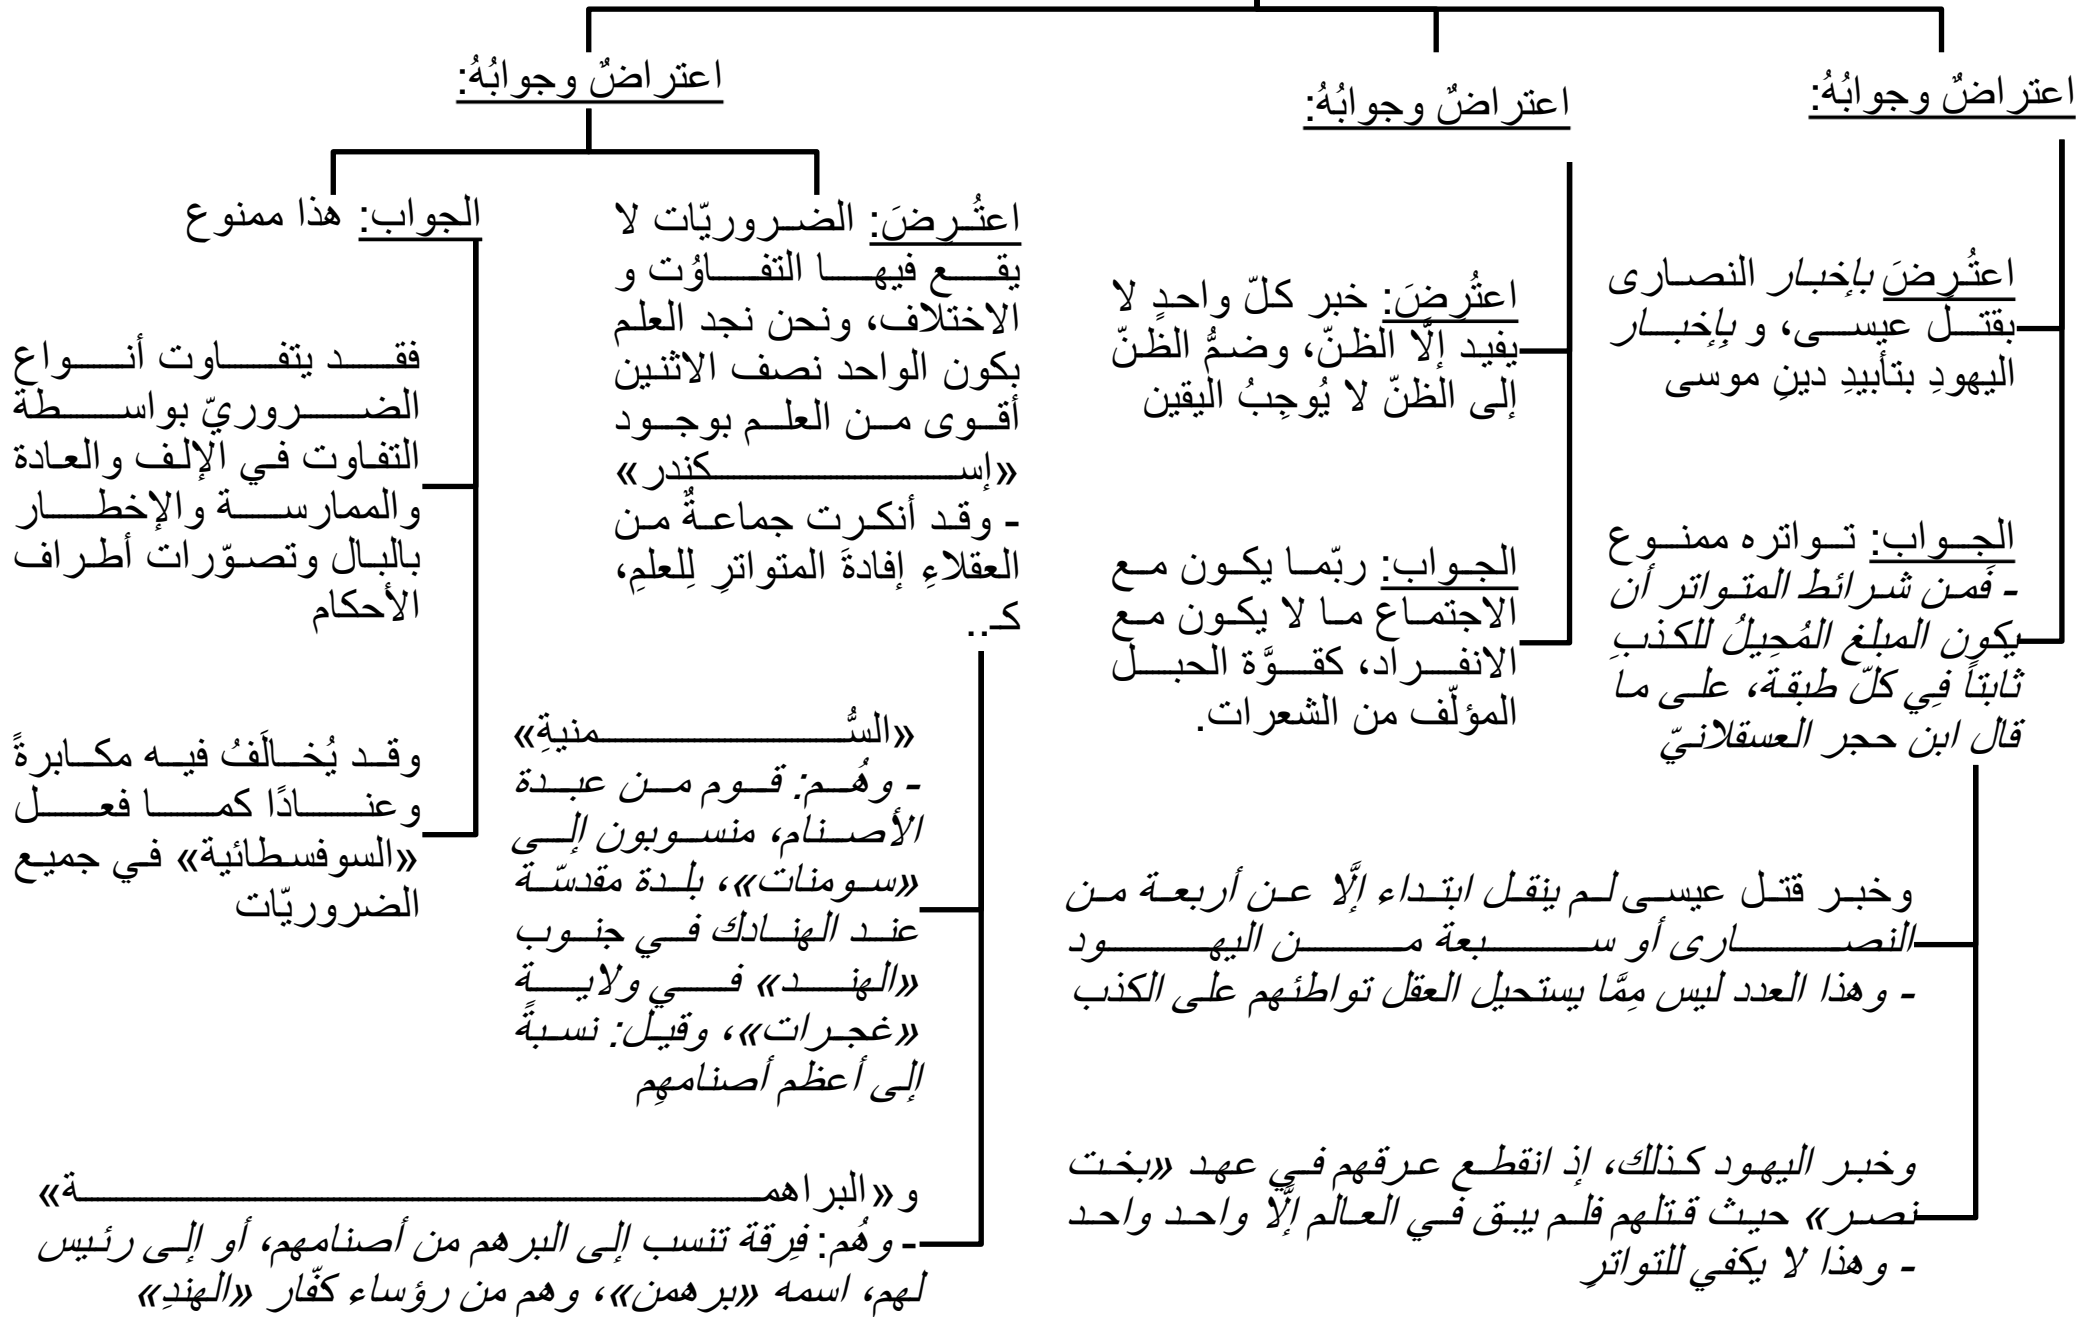 اعتراضٌ وجوابُهُ:
اعتُرِضَ بإخبار النصارى
بقتل عيسى، و بإخبار
اليهودِ بتأبيدِ دينِ موسى
الجواب: تواتره ممنوع
- فمن شرائط المتواتر أن
يكون المبلغ المُحِيلُ للكذبِ
ثابتاً فِي كلّ طبقة، على ما
قال ابن حجر العسقلانيّ
وخبر قتل عيسى لم ينقل ابتداء إلَّا عن أربعة من
النصارى أو سبعة من اليهود
- وهذا العدد ليس مِمَّا يستحيل العقل تواطئهم على الكذب
وخبر اليهود كذلك، إذ انقطع عرقهم في عهد «بخت
نصر» حيث قتلهم فلم يبق في العالم إلَّا واحد واحد
- وهذا لا يكفي للتواترِ
اعتراضٌ وجوابُهُ:
اعتُرِضَ: خبر كلّ واحدٍ لا
يفيد إلَّا الظنّ، وضمُّ الظنّ
إلى الظنّ لا يُوجِبُ اليقين
الجواب: ربّما يكون مع
الاجتماع ما لا يكون مع
الانفراد، كقوَّة الحبل
المؤلّف من الشعرات.
اعتراضٌ وجوابُهُ:
اعتُرِضَ: الضروريّات لا
يقع فيها التفاوُت و
الاختلاف، ونحن نجد العلم
بكون الواحد نصف الاثنين
أقوى من العلم بوجود
«إسكندر»
- وقد أنكرت جماعةٌ من
العقلاءِ إفادةَ المتواترِ لِلعلمِ،
كـ..
«السُّمنيةِ»
- وهُم: قوم من عبدة
الأصنام، منسوبون إلى
«سومنات»، بلدة مقدسّة
عند الهنادك في جنوب
«الهند» في ولاية
«غجرات»، وقيل: نسبةً
إلى أعظم أصنامهِم
و«البراهمة»
- وهُم: فِرقة تنسب إلى البرهم من أصنامهم، أو إلى رئيس
لهم، اسمه «برهمن»، وهم من رؤساء كفّار «الهندِ»
الجواب: هذا ممنوع
فقد يتفاوت أنواع
الضروريّ بواسطة
التفاوت في الإلف والعادة
والممارسة والإخطار
بالبال وتصوّرات أطراف
الأحكام
وقد يُخالَفُ فيه مكابرةً
وعنادًا كما فعل
«السوفسطائية» في جميع
الضروريّات